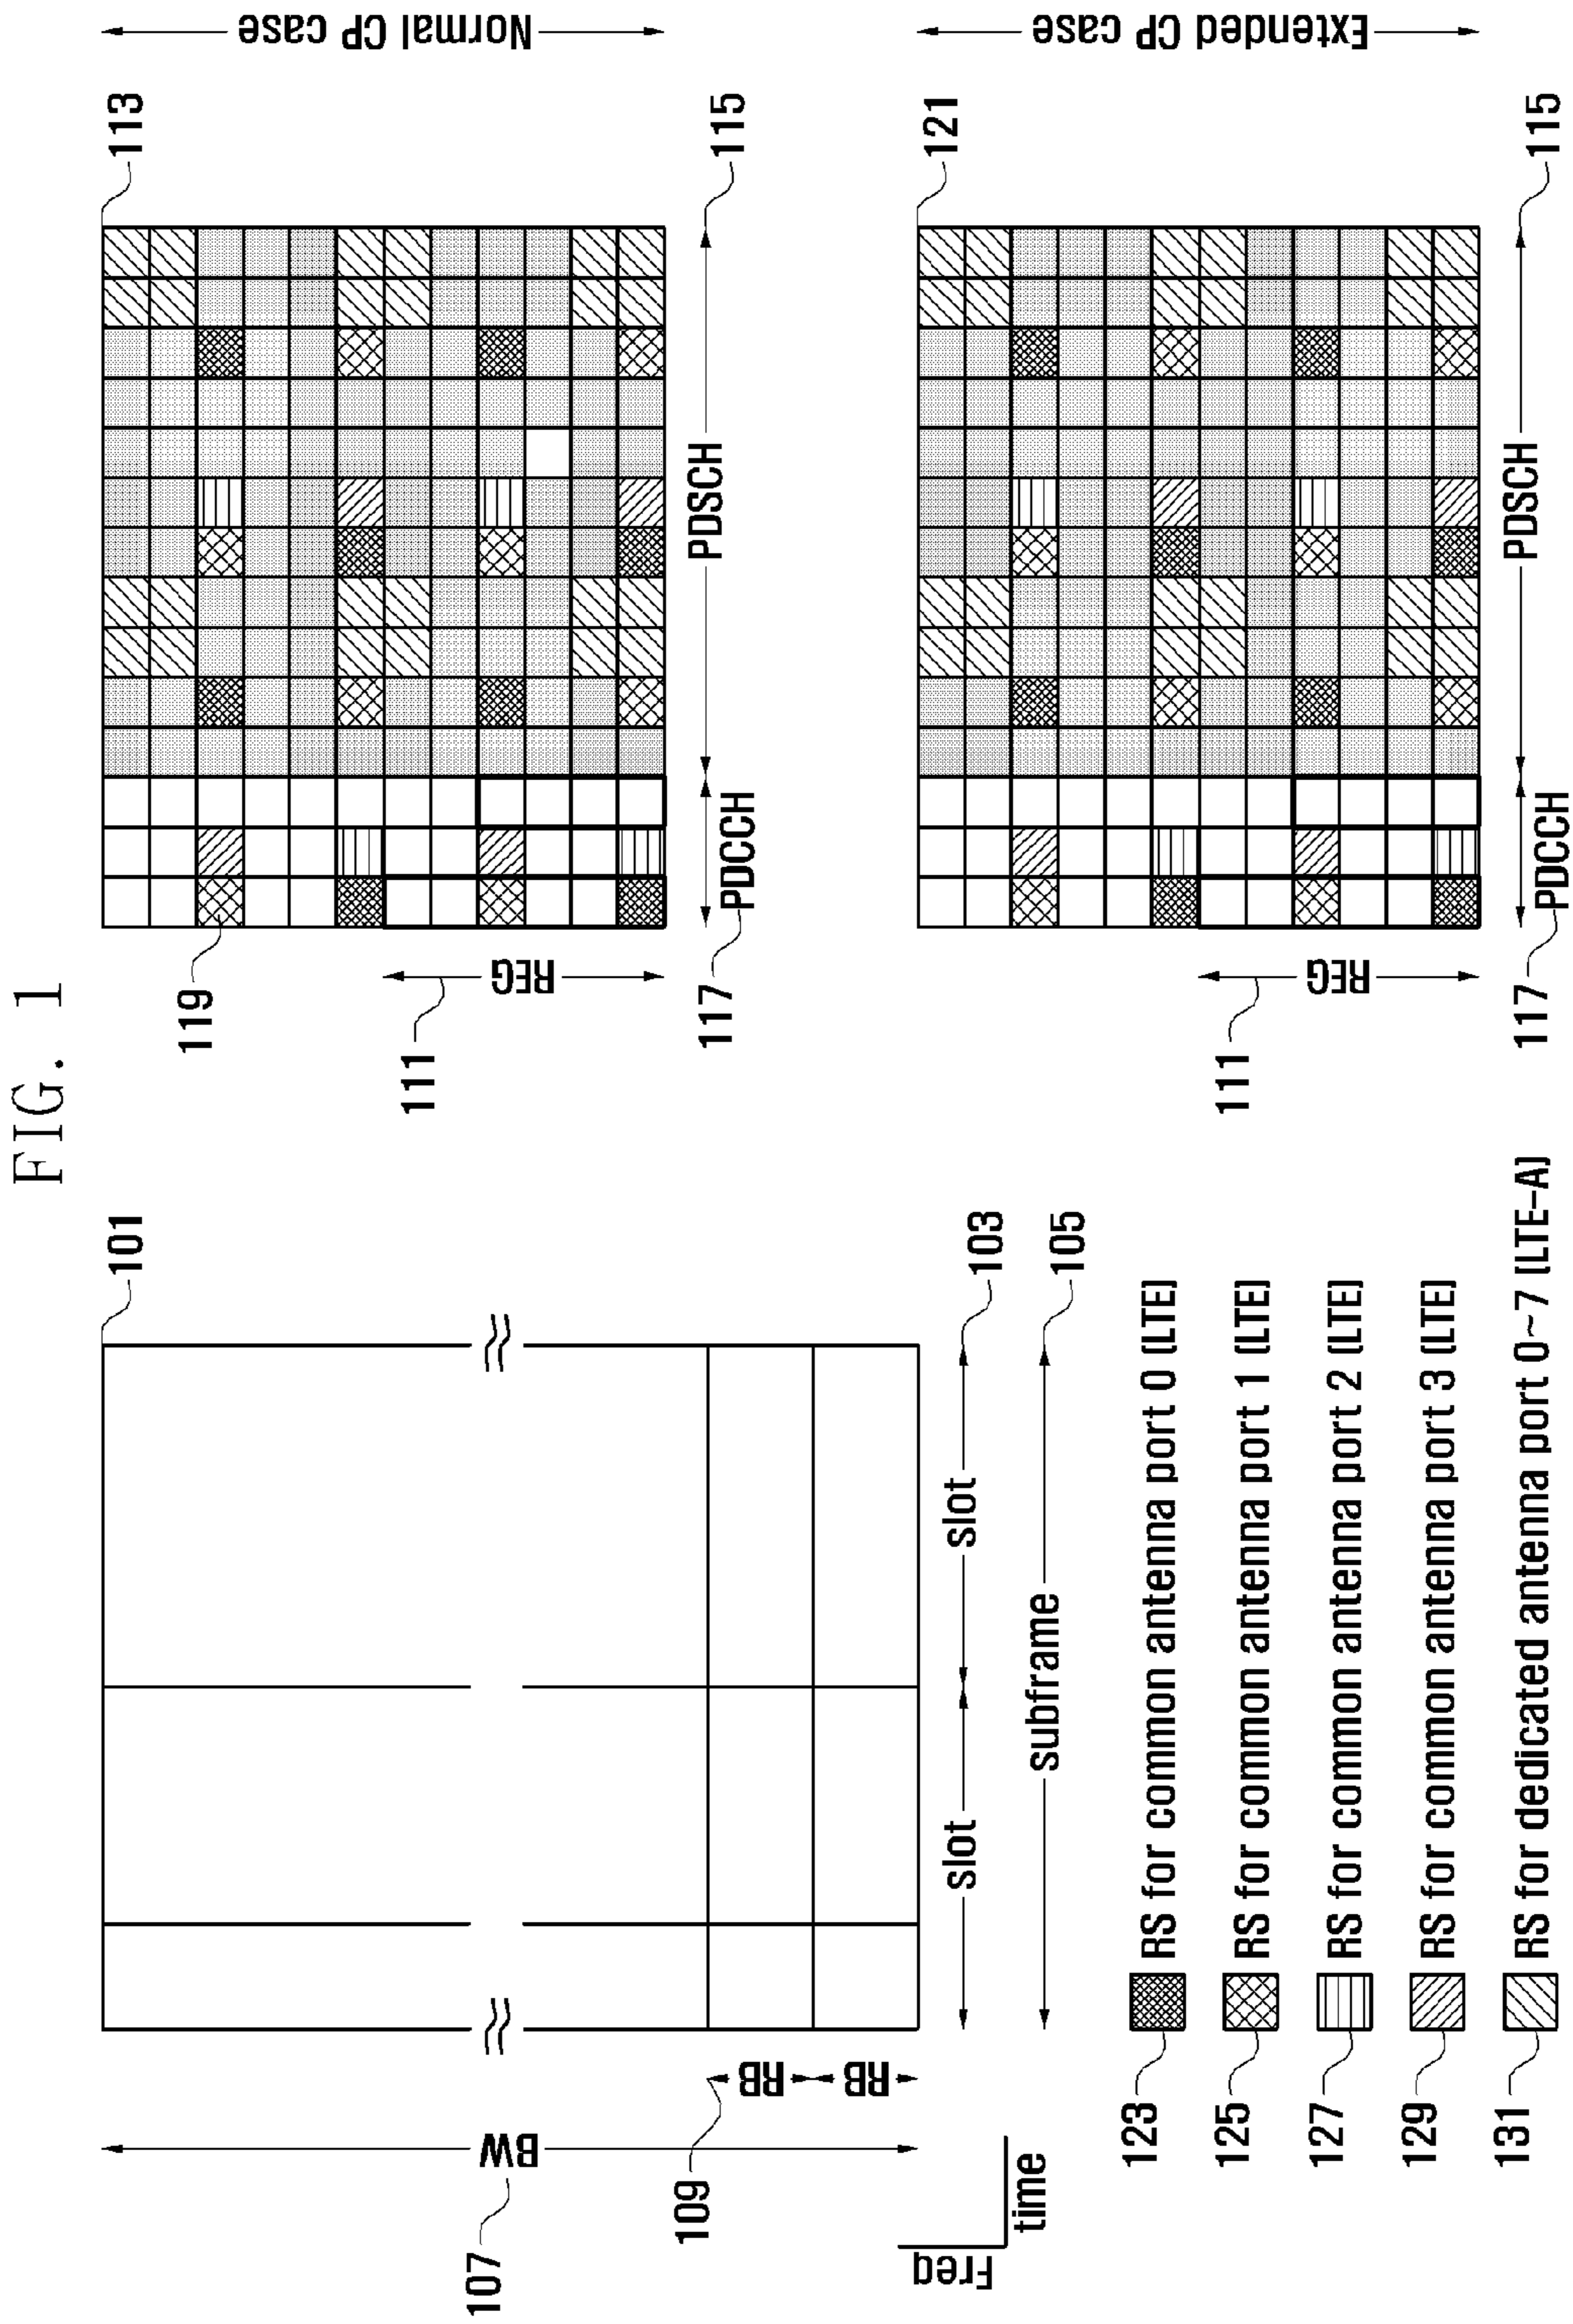 FIG. 1
101
BW
107
RB
RB
109
slot
slot
103
subframe
105
Freq
time
123
RS for common antenna port 0 (LTE)
125
RS for common antenna port 1 (LTE)
127
RS for common antenna port 2 (LTE)
129
RS for common antenna port 3 (LTE)
131
RS for dedicated antenna port 0~7 (LTE-A)
113
Normal CP case
119
REG
111
PDCCH
117
PDSCH
115
121
Extended CP case
REG
111
PDCCH
117
PDSCH
115